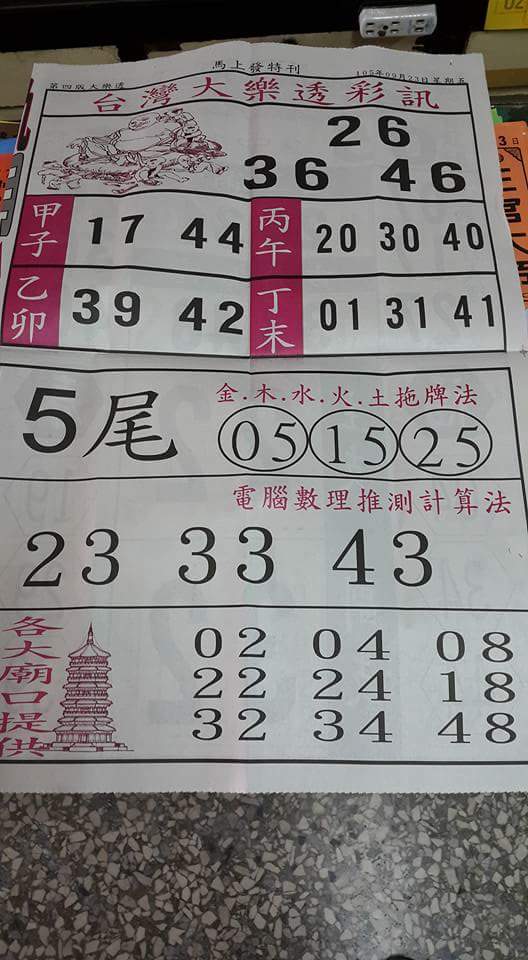 馬上發特刊
第四版大樂透
105年09月23日星期五
台灣大樂透彩訊
26
36 46
甲子 17 44
丙午 20 30 40
乙卯 39 42
丁末 01 31 41
5尾
金.木.水.火.土拖牌法
05 15 25
電腦數理推測計算法
23 33 43
各大廟口提供
02 04 08
22 24 18
32 34 48
02
3日